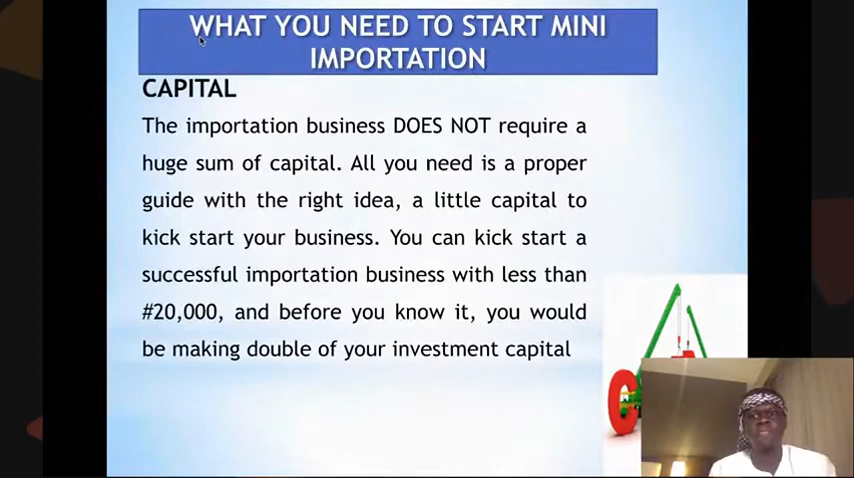 WHAT YOU NEED TO START MINI
IMPORTATION
CAPITAL
The importation business DOES NOT require a
huge sum of capital. All you need is a proper
guide with the right idea, a little capital to
kick start your business. You can kick start a
successful importation business with less than
#20,000, and before you know it, you would
be making double of your investment capital